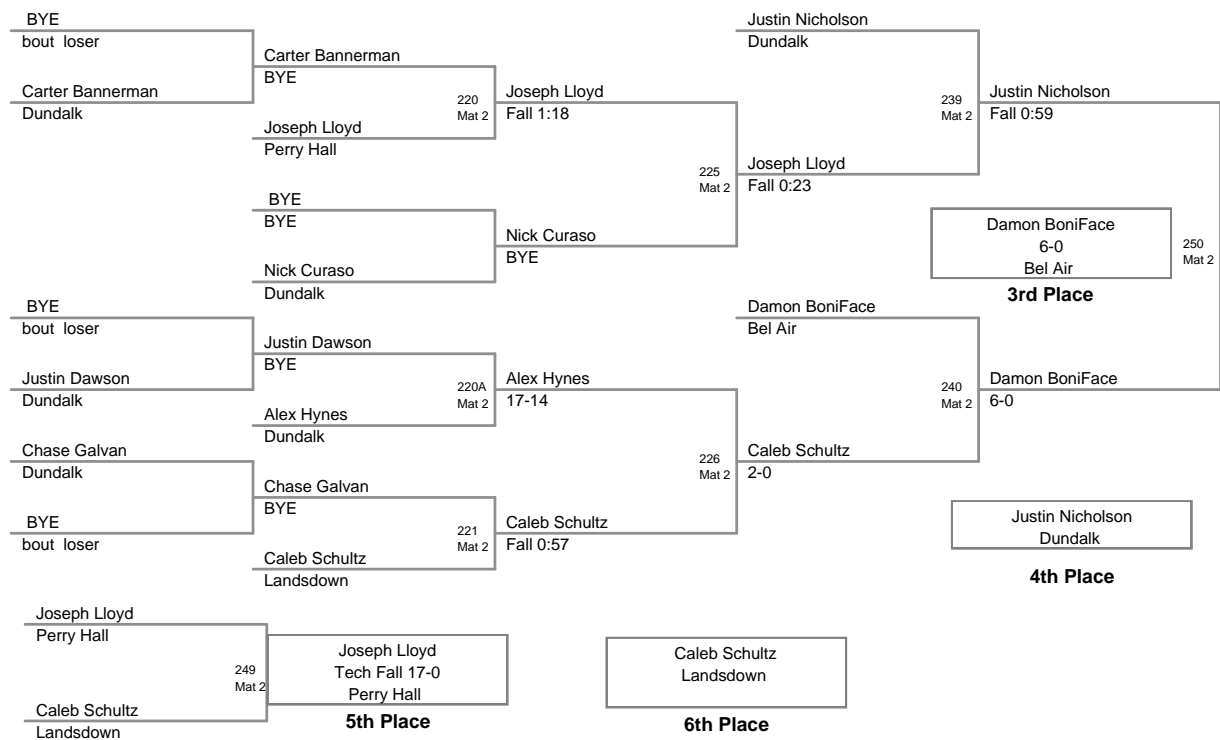 BYE
bout loser
Carter Bannerman
Dundalk
Carter Bannerman
BYE
Joseph Lloyd
Perry Hall
220
Mat 2
Joseph Lloyd
Fall 1:18
BYE
BYE
Nick Curaso
Dundalk
Nick Curaso
BYE
225
Mat 2
Joseph Lloyd
Fall 0:23
Justin Nicholson
Dundalk
239
Mat 2
Justin Nicholson
Fall 0:59
Damon BoniFace
6-0
Bel Air
3rd Place
250
Mat 2
BYE
bout loser
Justin Dawson
Dundalk
Justin Dawson
BYE
Alex Hynes
Dundalk
220A
Mat 2
Alex Hynes
17-14
Chase Galvan
Dundalk
BYE
bout loser
Chase Galvan
BYE
Caleb Schultz
Landsdown
221
Mat 2
Caleb Schultz
Fall 0:57
226
Mat 2
Caleb Schultz
2-0
Damon BoniFace
Bel Air
240
Mat 2
Damon BoniFace
6-0
Justin Nicholson
Dundalk
4th Place
Joseph Lloyd
Perry Hall
Caleb Schultz
Landsdown
249
Mat 2
Joseph Lloyd
Tech Fall 17-0
Perry Hall
5th Place
Caleb Schultz
Landsdown
6th Place